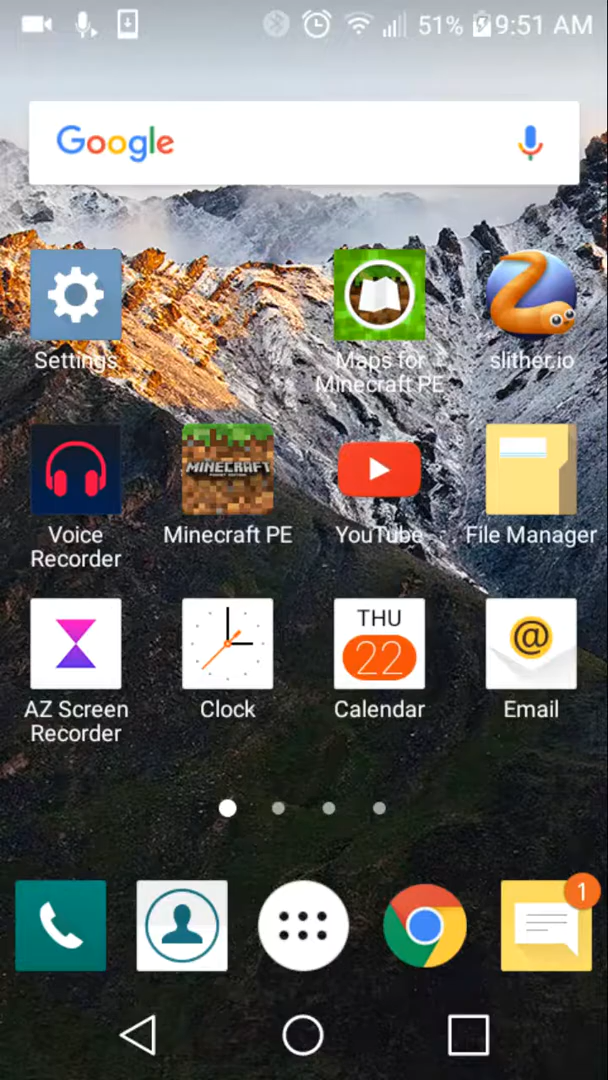 51% 9:51 AM
Google
Settings
Maps for
Minecraft PE
slither.io
MINECRAFT
Voice
Recorder
Minecraft PE
YouTube
File Manager
THU
22
@
AZ Screen
Recorder
Clock
Calendar
Email
1